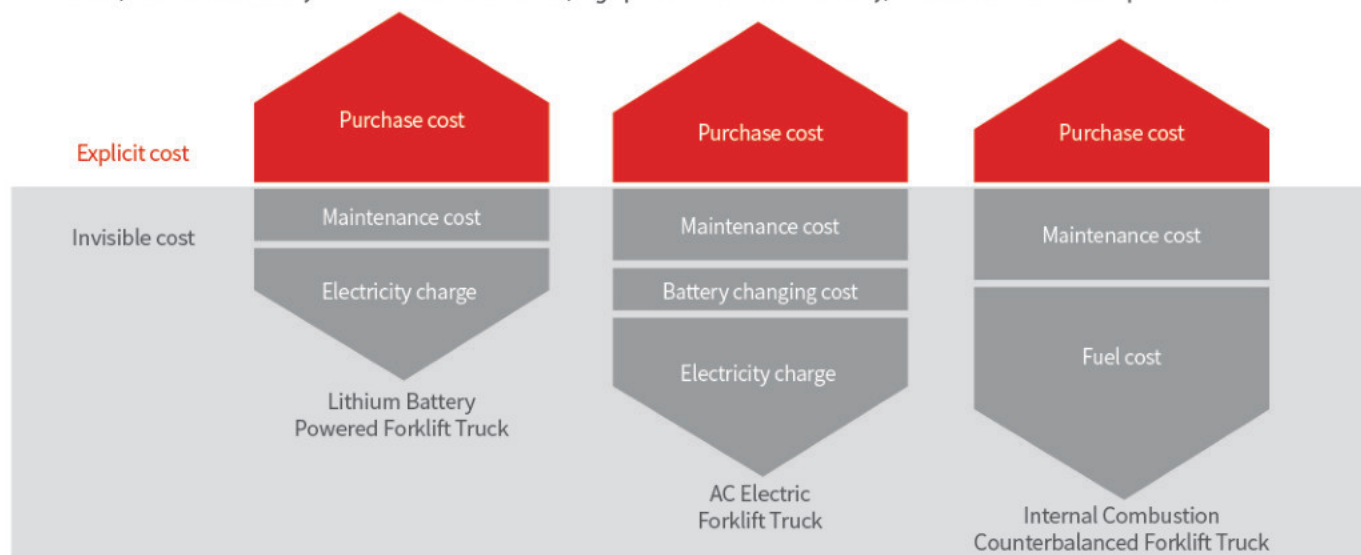 Purchase cost
Purchase cost
Purchase cost
Explicit cost
Maintenance cost
Maintenance cost
Maintenance cost
Invisible cost
Electricity charge
Battery changing cost
Fuel cost
Electricity charge
Lithium Battery
Powered Forklift Truck
AC Electric
Forklift Truck
Internal Combustion
Counterbalanced Forklift Truck